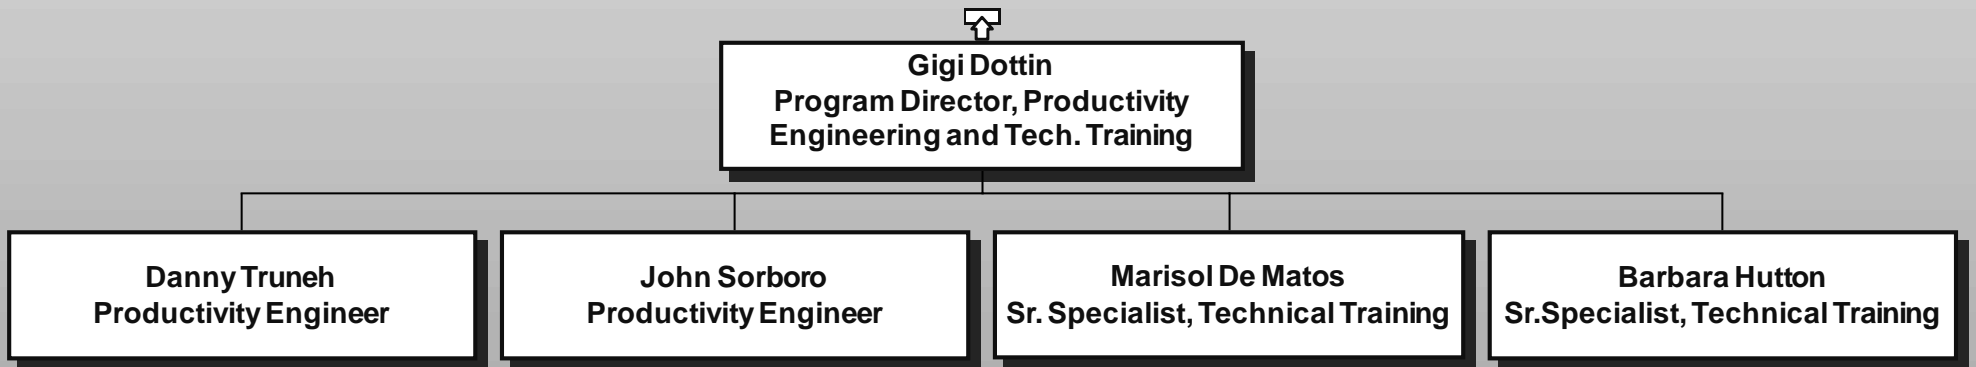 Gigi Dottin
Program Director, Productivity
Engineering and Tech. Training
Danny Truneh
Productivity Engineer
John Sorboro
Productivity Engineer
Marisol De Matos
Sr. Specialist, Technical Training
Barbara Hutton
Sr.Specialist, Technical Training